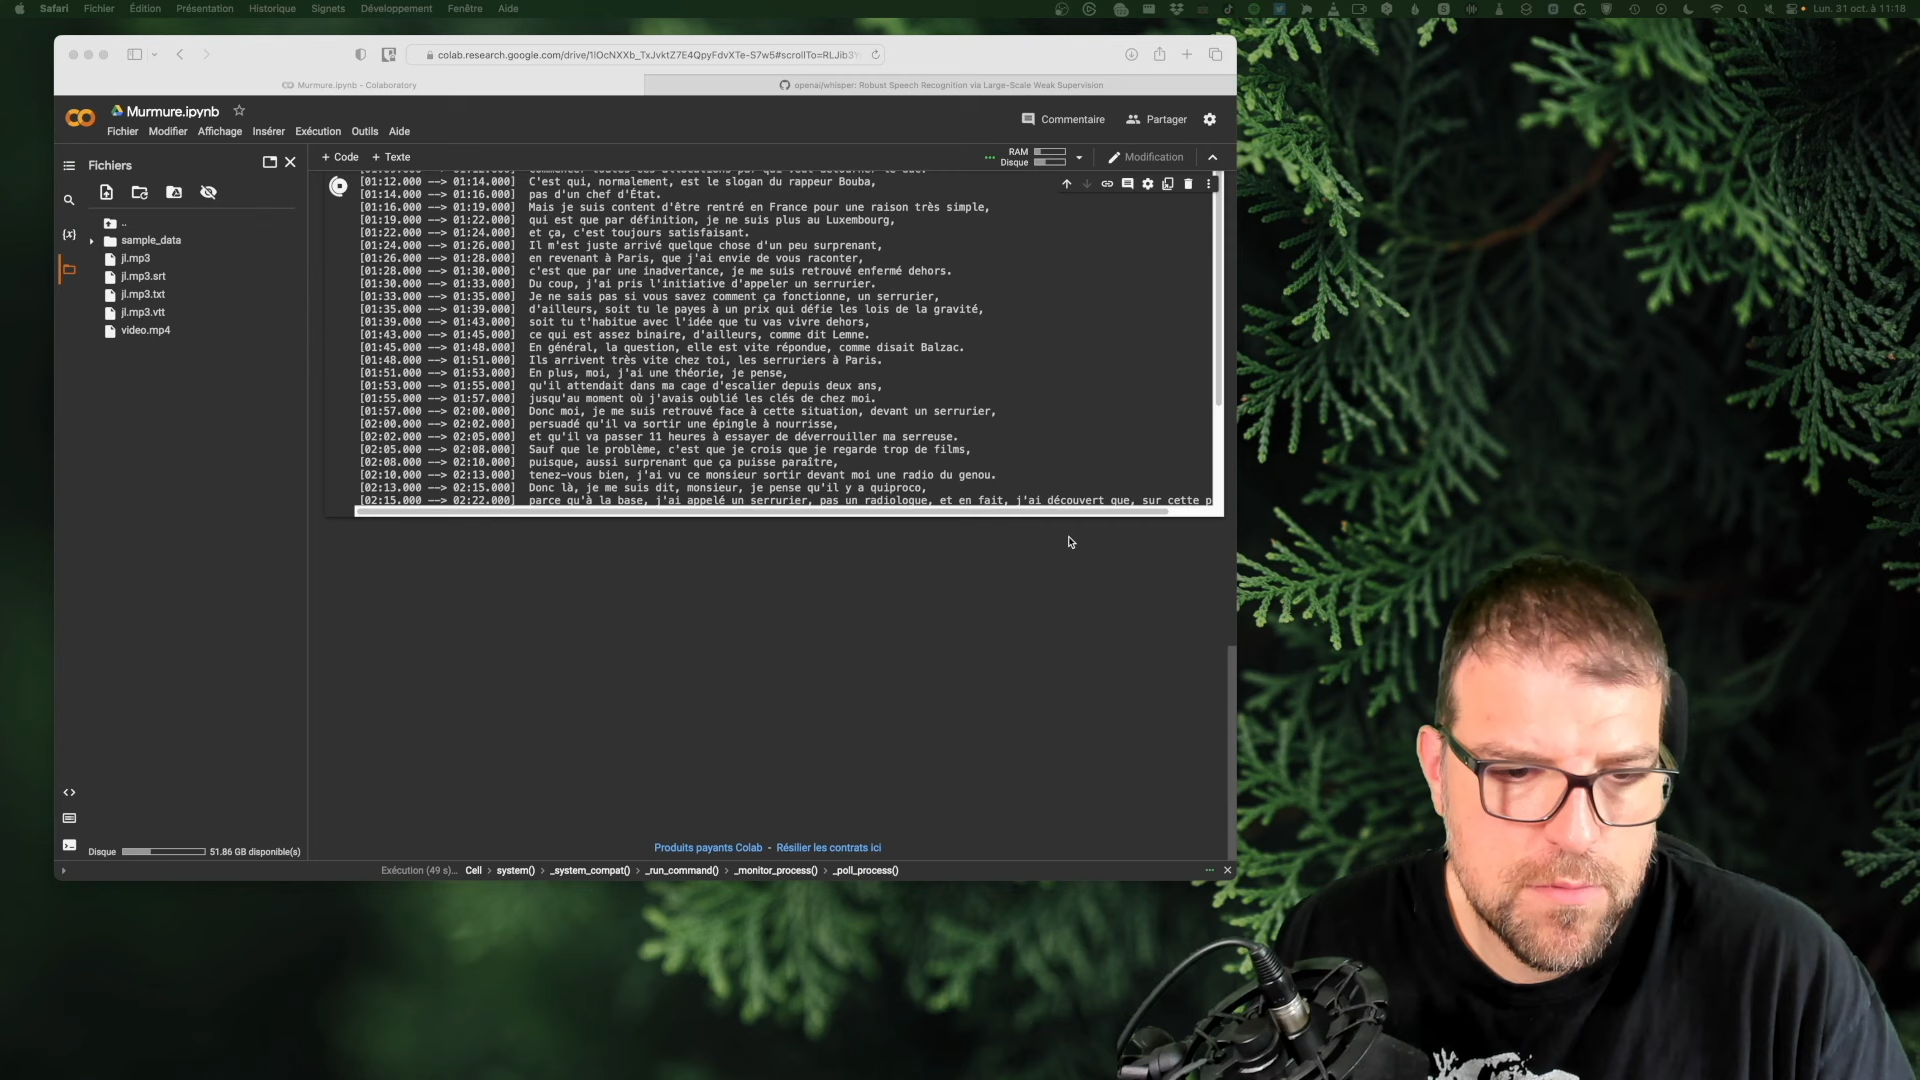 Safari Fichier Édition Présentation Historique Signets Développement Fenêtre Aide
Lun. 31 oct. à 11:18
colab.research.google.com/drive/1lOcNXXb_TxJvktZ7E4QpyFdvXTe-S7w5#scrollTo=RLJib3Y
Murmure.ipynb - Colaboratory
openai/whisper: Robust Speech Recognition via Large-Scale Weak Supervision
Murmure.ipynb
Fichier Modifier Affichage Insérer Exécution Outils Aide
Commentaire Partager
Fichiers
+ Code + Texte
RAM
Disque
Modification
..
sample_data
jl.mp3
jl.mp3.srt
jl.mp3.txt
jl.mp3.vtt
video.mp4
[01:12.000 --> 01:14.000] C'est qui, normalement, est le slogan du rappeur Bouba,
[01:14.000 --> 01:16.000] pas d'un chef d'État.
[01:16.000 --> 01:19.000] Mais je suis content d'être rentré en France pour une raison très simple,
[01:19.000 --> 01:22.000] qui est que par définition, je ne suis plus au Luxembourg,
[01:22.000 --> 01:24.000] et ça, c'est toujours satisfaisant.
[01:24.000 --> 01:26.000] Il m'est juste arrivé quelque chose d'un peu surprenant,
[01:26.000 --> 01:28.000] en revenant à Paris, que j'ai envie de vous raconter,
[01:28.000 --> 01:30.000] c'est que par une inadvertance, je me suis retrouvé enfermé dehors.
[01:30.000 --> 01:33.000] Du coup, j'ai pris l'initiative d'appeler un serrurier.
[01:33.000 --> 01:35.000] Je ne sais pas si vous savez comment ça fonctionne, un serrurier,
[01:35.000 --> 01:39.000] d'ailleurs, soit tu le payes à un prix qui défie les lois de la gravité,
[01:39.000 --> 01:43.000] soit tu t'habitue avec l'idée que tu vas vivre dehors,
[01:43.000 --> 01:45.000] ce qui est assez binaire, d'ailleurs, comme dit Lemne.
[01:45.000 --> 01:48.000] En général, la question, elle est vite répondue, comme disait Balzac.
[01:48.000 --> 01:51.000] Ils arrivent très vite chez toi, les serruriers à Paris.
[01:51.000 --> 01:53.000] En plus, moi, j'ai une théorie, je pense,
[01:53.000 --> 01:55.000] qu'il attendait dans ma cage d'escalier depuis deux ans,
[01:55.000 --> 01:57.000] jusqu'au moment où j'avais oublié les clés de chez moi.
[01:57.000 --> 02:00.000] Donc moi, je me suis retrouvé face à cette situation, devant un serrurier,
[02:00.000 --> 02:02.000] persuadé qu'il va sortir une épingle à nourrisse,
[02:02.000 --> 02:05.000] et qu'il va passer 11 heures à essayer de déverrouiller ma serreuse.
[02:05.000 --> 02:08.000] Sauf que le problème, c'est que je crois que je regarde trop de films,
[02:08.000 --> 02:10.000] puisque, aussi surprenant que ça puisse paraître,
[02:10.000 --> 02:13.000] tenez-vous bien, j'ai vu ce monsieur sortir devant moi une radio du genou.
[02:13.000 --> 02:15.000] Donc là, je me suis dit, monsieur, je pense qu'il y a quiproco,
[02:15.000 --> 02:22.000] parce qu'à la base, j'ai appelé un serrurier, pas un radiologue, et en fait, j'ai découvert que, sur cette p
Produits payants Colab - Résilier les contrats ici
Disque 51.86 GB disponible(s)
Exécution (49 s)... Cell > system() > _system_compat() > _run_command() > _monitor_process() > _poll_process()